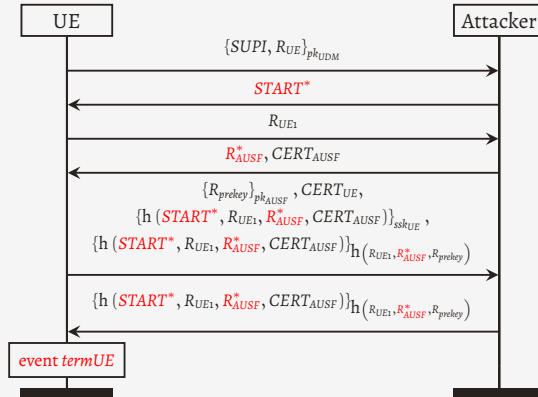 UE Attacker
{SUPI, R_UE}_pk_UDM
START*
R_UE1
R*_AUSF, CERT_AUSF
{R_prekey}_pk_AUSF, CERT_UE,
{h (START*, R_UE1, R*_AUSF, CERT_AUSF)}_ssk_UE,
{h (START*, R_UE1, R*_AUSF, CERT_AUSF)}_h(R_UE1, R*_AUSF, R_prekey)
{h (START*, R_UE1, R*_AUSF, CERT_AUSF)}_h(R_UE1, R*_AUSF, R_prekey)
event termUE